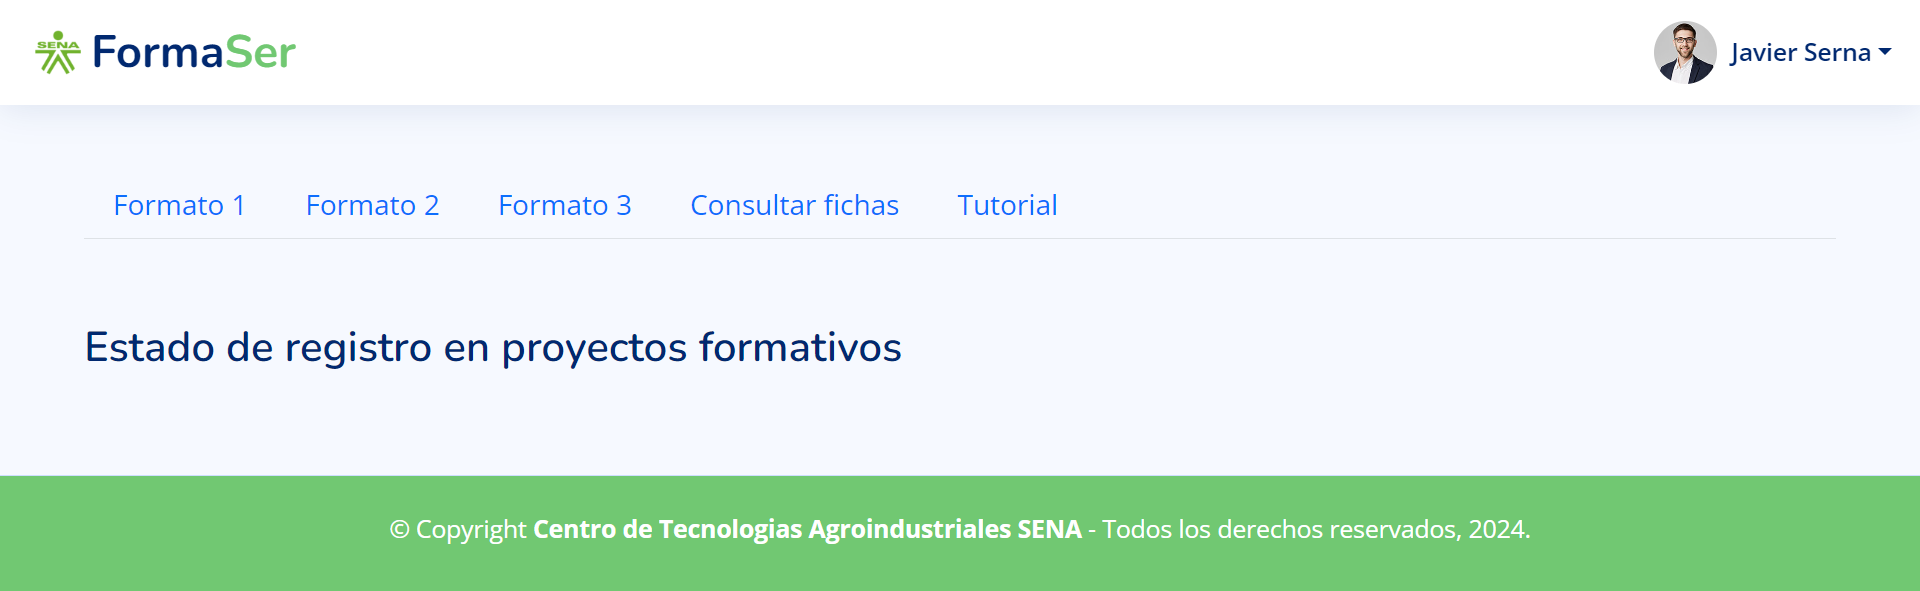 SENA FormaSer
Javier Serna
Formato 1 Formato 2 Formato 3 Consultar fichas Tutorial
Estado de registro en proyectos formativos
© Copyright Centro de Tecnologias Agroindustriales SENA - Todos los derechos reservados, 2024.